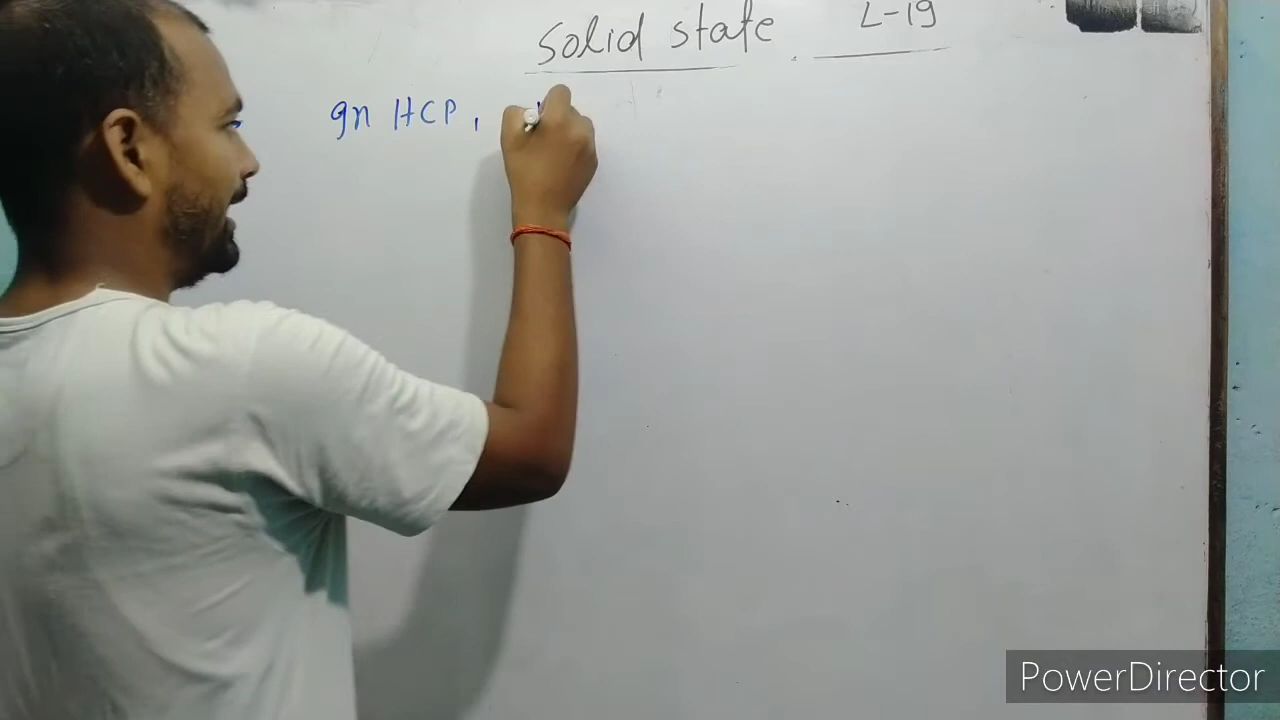 Solid state. L-19
In HCP,
PowerDirector